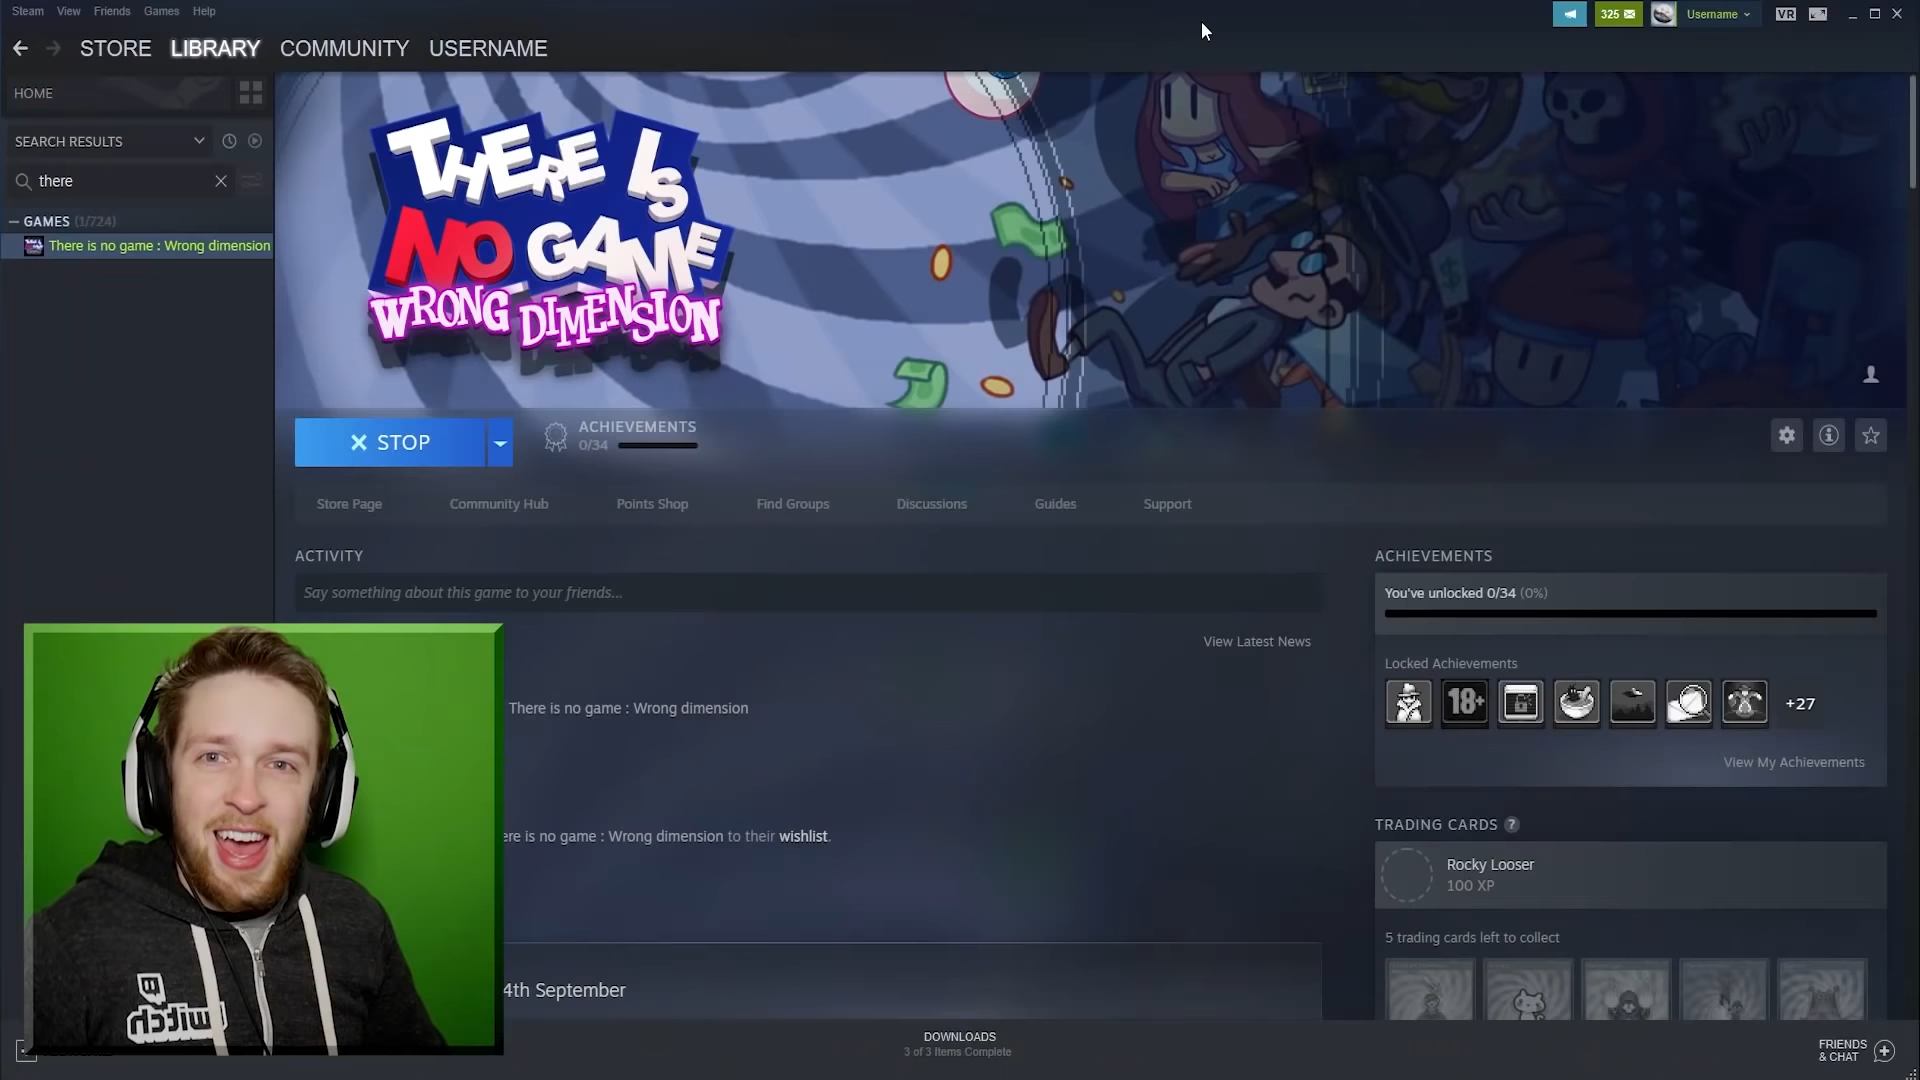 Steam View Friends Games Help
325
Username
VR
STORE LIBRARY COMMUNITY USERNAME
HOME
SEARCH RESULTS
there
GAMES (1/724)
There is no game : Wrong dimension
THERE IS
NO GAME
WRONG DIMENSION
STOP
ACHIEVEMENTS
0/34
Store Page Community Hub Points Shop Find Groups Discussions Guides Support
ACTIVITY
Say something about this game to your friends...
View Latest News
There is no game : Wrong dimension
ere is no game : Wrong dimension to their wishlist.
4th September
ACHIEVEMENTS
You've unlocked 0/34 (0%)
Locked Achievements
18+
+27
View My Achievements
TRADING CARDS ?
Rocky Looser
100 XP
5 trading cards left to collect
twitch
DOWNLOADS
3 of 3 Items Complete
FRIENDS
& CHAT